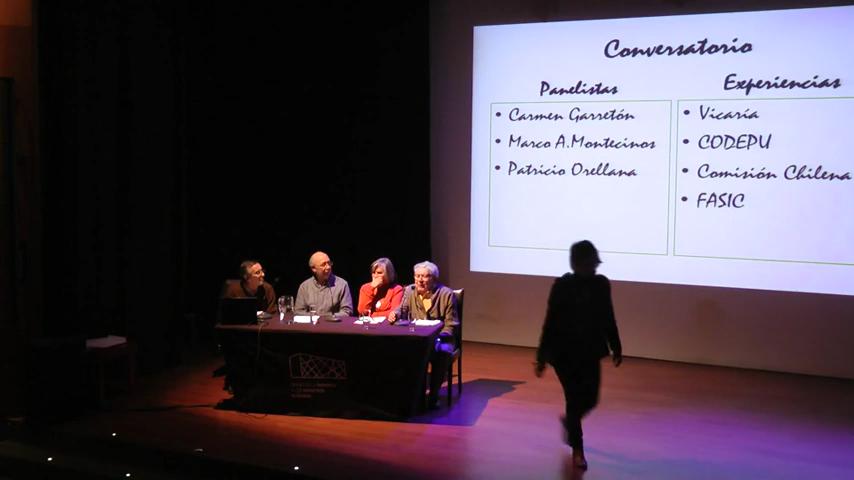 Conversatorio
Panelistas
• Carmen Garretón
• Marco A.Montecinos
• Patricio Orellana
Experiencias
• Vicaría
• CODEPU
• Comisión Chilena
• FASIC